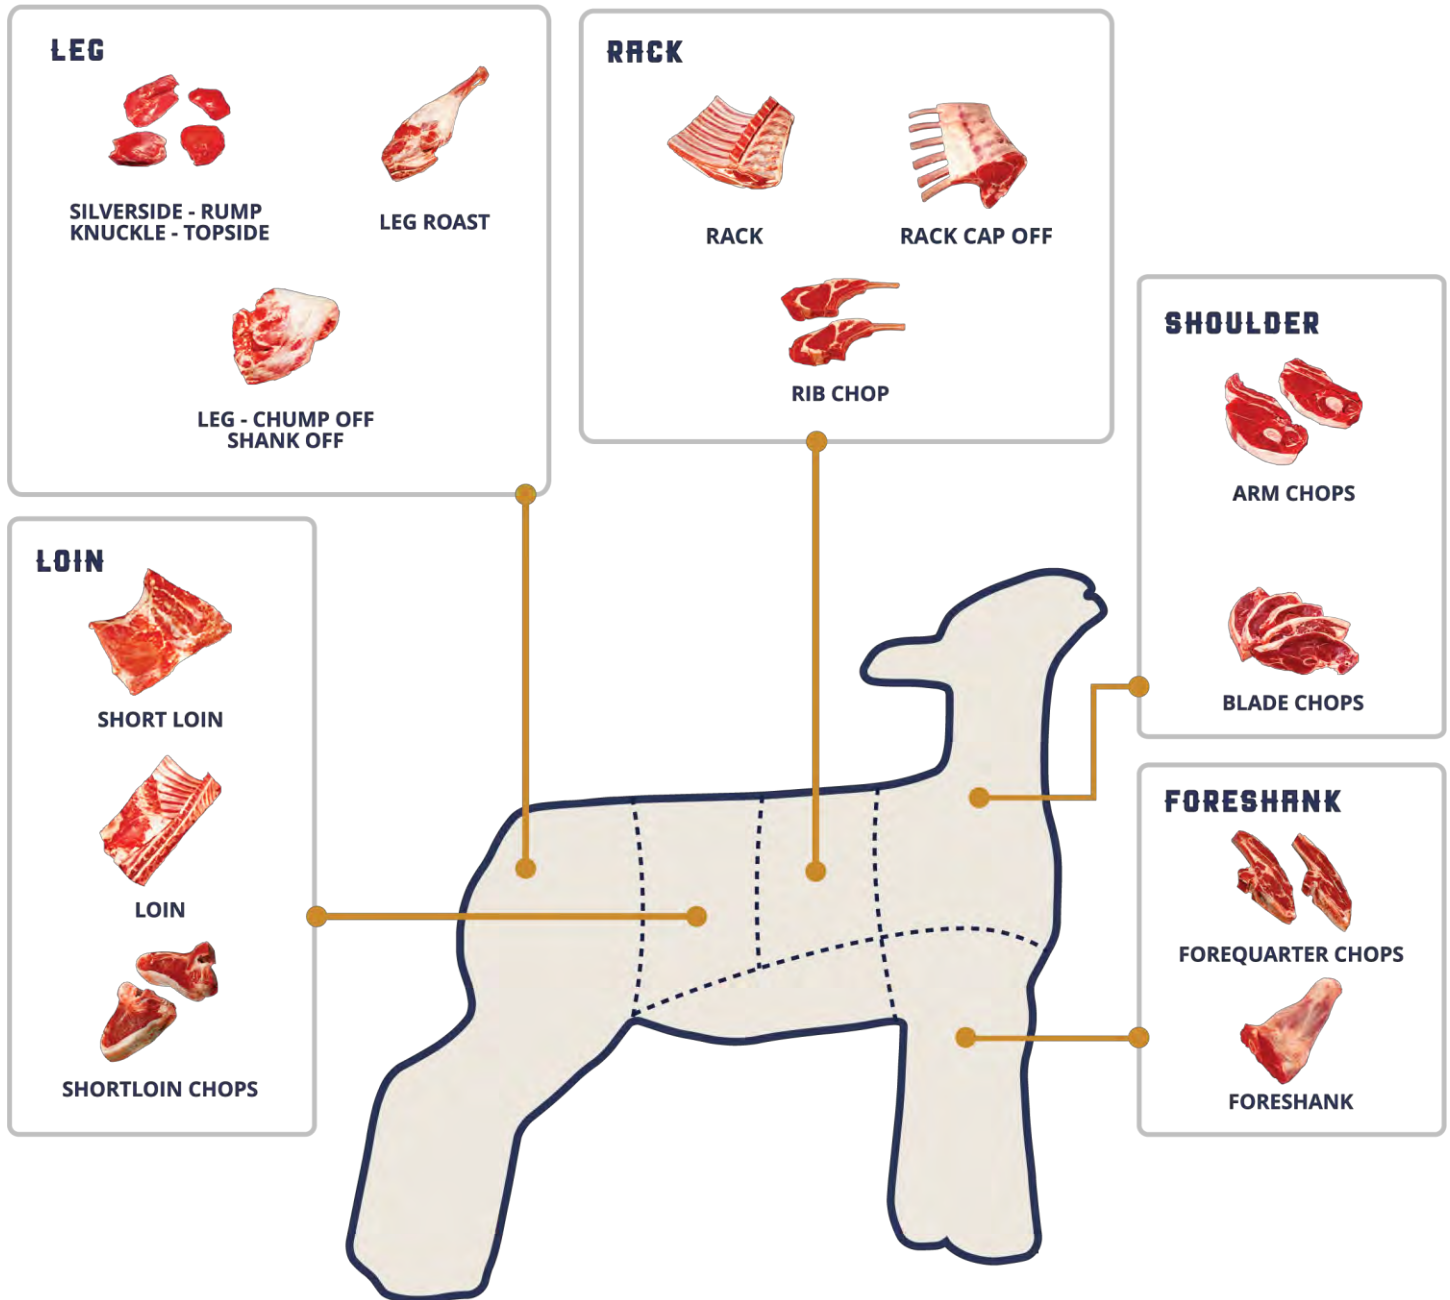 LEG
SILVERSIDE - RUMP
KNUCKLE - TOPSIDE
LEG ROAST
LEG - CHUMP OFF
SHANK OFF
RACK
RACK
RACK CAP OFF
RIB CHOP
SHOULDER
ARM CHOPS
BLADE CHOPS
LOIN
SHORT LOIN
LOIN
SHORTLOIN CHOPS
FORESHANK
FOREQUARTER CHOPS
FORESHANK